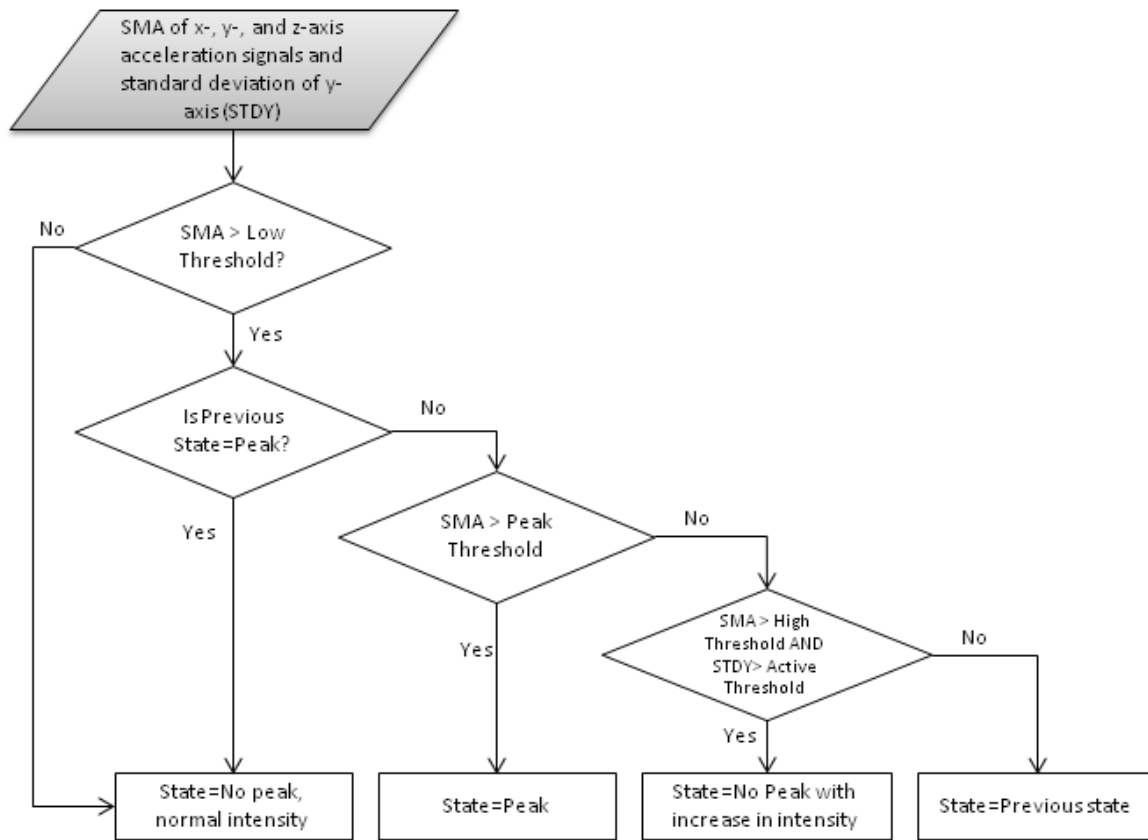 SMA of x-, y-, and z-axis
acceleration signals and
standard deviation of y-
axis (STDY)
No
SMA > Low
Threshold?
Yes
Is Previous
State=Peak?
No
Yes
SMA > Peak
Threshold
No
Yes
SMA > High
Threshold AND
STDY> Active
Threshold
No
Yes
State=No peak,
normal intensity
State=Peak
State=No Peak with
increase in intensity
State=Previous state